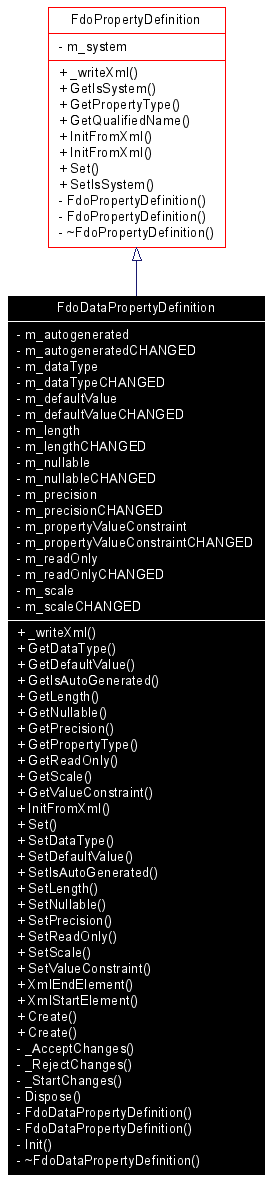 FdoPropertyDefinition
- m_system
+ _writeXml()
+ GetIsSystem()
+ GetPropertyType()
+ GetQualifiedName()
+ InitFromXml()
+ InitFromXml()
+ Set()
+ SetIsSystem()
- FdoPropertyDefinition()
- FdoPropertyDefinition()
- ~FdoPropertyDefinition()
FdoDataPropertyDefinition
- m_autogenerated
- m_autogeneratedCHANGED
- m_dataType
- m_dataTypeCHANGED
- m_defaultValue
- m_defaultValueCHANGED
- m_length
- m_lengthCHANGED
- m_nullable
- m_nullableCHANGED
- m_precision
- m_precisionCHANGED
- m_propertyValueConstraint
- m_propertyValueConstraintCHANGED
- m_readOnly
- m_readOnlyCHANGED
- m_scale
- m_scaleCHANGED
+ _writeXml()
+ GetDataType()
+ GetDefaultValue()
+ GetIsAutoGenerated()
+ GetLength()
+ GetNullable()
+ GetPrecision()
+ GetPropertyType()
+ GetReadOnly()
+ GetScale()
+ GetValueConstraint()
+ InitFromXml()
+ Set()
+ SetDataType()
+ SetDefaultValue()
+ SetIsAutoGenerated()
+ SetLength()
+ SetNullable()
+ SetPrecision()
+ SetReadOnly()
+ SetScale()
+ SetValueConstraint()
+ XmlEndElement()
+ XmlStartElement()
+ Create()
+ Create()
- _AcceptChanges()
- _RejectChanges()
- _StartChanges()
- Dispose()
- FdoDataPropertyDefinition()
- FdoDataPropertyDefinition()
- Init()
- ~FdoDataPropertyDefinition()